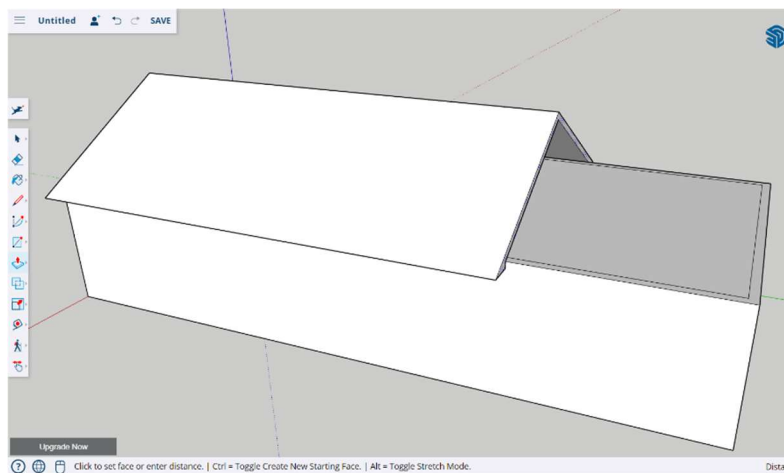 Untitled SAVE
Upgrade Now
Click to set face or enter distance. | Ctrl = Toggle Create New Starting Face. | Alt = Toggle Stretch Mode. Dista